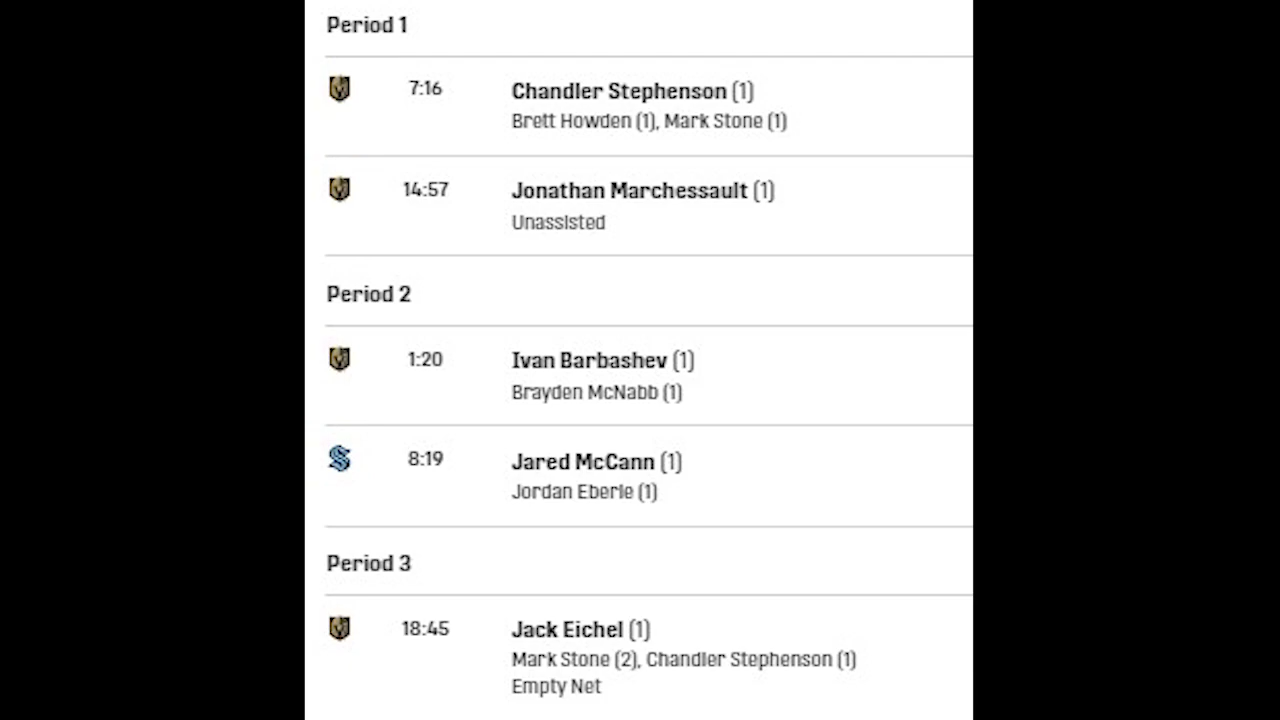 Period 1
7:16
Chandler Stephenson (1)
Brett Howden (1), Mark Stone (1)
14:57
Jonathan Marchessault (1)
Unassisted
Period 2
1:20
Ivan Barbashev (1)
Brayden McNabb (1)
8:19
Jared McCann (1)
Jordan Eberle (1)
Period 3
18:45
Jack Eichel (1)
Mark Stone (2), Chandler Stephenson (1)
Empty Net